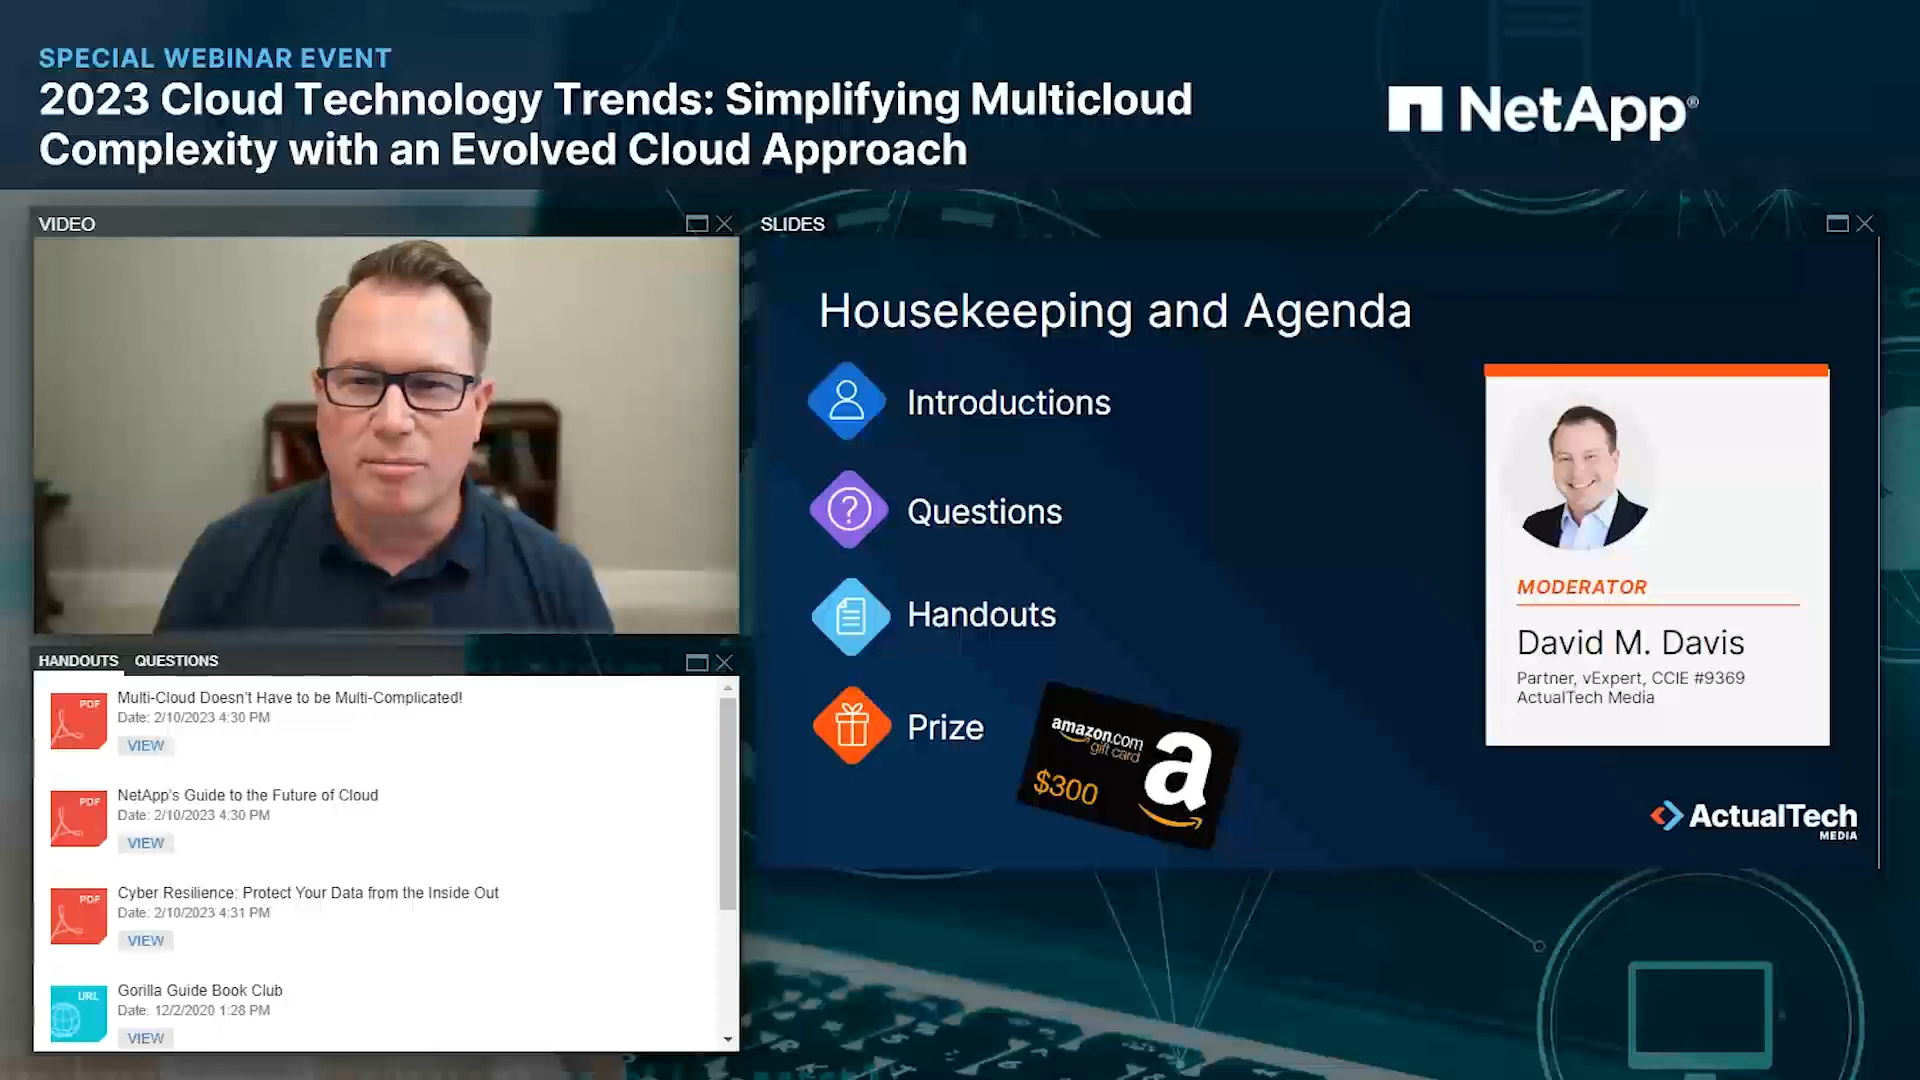 SPECIAL WEBINAR EVENT
2023 Cloud Technology Trends: Simplifying Multicloud
Complexity with an Evolved Cloud Approach
NetApp®
VIDEO
SLIDES
Housekeeping and Agenda
Introductions
Questions
Handouts
Prize
amazon.com
gift card
$300
a
MODERATOR
David M. Davis
Partner, vExpert, CCIE #9369
ActualTech Media
ActualTech
MEDIA
HANDOUTS QUESTIONS
PDF
Multi-Cloud Doesn't Have to be Multi-Complicated!
Date: 2/10/2023 4:30 PM
VIEW
PDF
NetApp's Guide to the Future of Cloud
Date: 2/10/2023 4:30 PM
VIEW
PDF
Cyber Resilience: Protect Your Data from the Inside Out
Date: 2/10/2023 4:31 PM
VIEW
URL
Gorilla Guide Book Club
Date: 12/2/2020 1:28 PM
VIEW